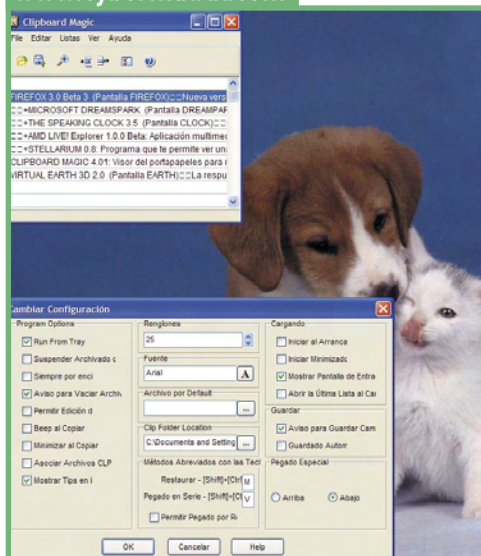 Clipboard Magic
File Editar Listas Ver Ayuda
FIREFOX 3.0 Beta 3 (Pantalla FIREFOX)□□Nueva vers
□□+MICROSOFT DREAMSPARK (Pantalla DREAMPAR
□□+THE SPEAKING CLOCK 3.5 (Pantalla CLOCK)□□
□□+AMD LIVE! Explorer 1.0.0 Beta: Aplicación multimed
□□+STELLARIUM 0.8: Programa que te permite ver un
CLIPBOARD MAGIC 4.01: Visor del portapapeles para
VIRTUAL EARTH 3D 2.0 (Pantalla EARTH)□□La respu
Cambiar Configuración
Program Options
Run From Tray
Suspender Archivado
Siempre por enci
Aviso para Vaciar Archiv
Permitir Edición d
Beep al Copiar
Minimizar al Copiar
Asociar Archivos CLP
Mostrar Tips en
Renglones
25
Fuente
Arial
A
Archivo por Default
...
Clip Folder Location
C:\Documents and Setting
...
Métodos Abreviados con las Tecl
Restaurar - [Shift]+[Ctrl
M
Pegado en Serie - [Shift]+[Ct
V
Permitir Pegado por
Cargando
Iniciar al Arranca
Iniciar Minimizado
Mostrar Pantalla de Entra
Abrir la Última Lista al Car
Guardar
Aviso para Guardar Cam
Guardado Autom
Pegado Especial
Arriba
Abajo
OK
Cancelar
Help